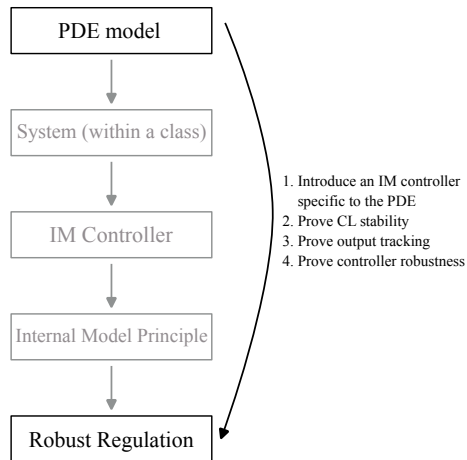 PDE model
System (within a class)
IM Controller
Internal Model Principle
Robust Regulation
1. Introduce an IM controller
specific to the PDE
2. Prove CL stability
3. Prove output tracking
4. Prove controller robustness